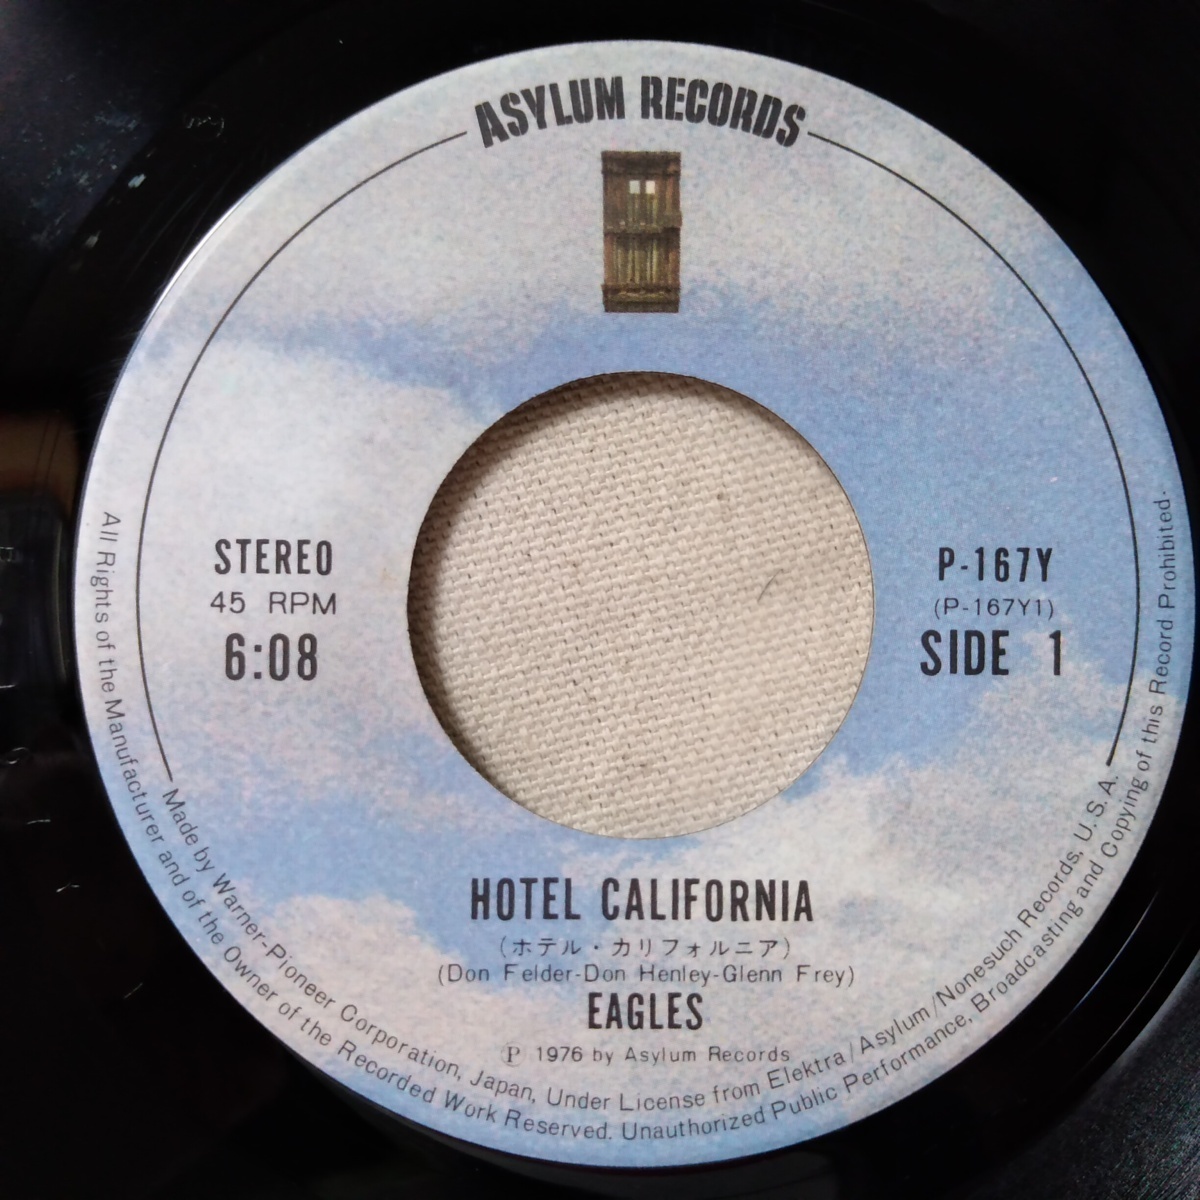 ASYLUM RECORDS
STEREO
45 RPM
6:08
P-167Y
(P-167Y1)
SIDE 1
HOTEL CALIFORNIA
(ホテル・カリフォルニア)
(Don Felder-Don Henley-Glenn Frey)
EAGLES
Ⓟ 1976 by Asylum Records
Made by Warner-Pioneer Corporation, Japan, Under License from Elektra/Asylum/Nonesuch Records, U.S.A.
All Rights of the Manufacturer and of the Owner of the Recorded Work Reserved. Unauthorized Public Performance, Broadcasting and Copying of this Record Prohibited.